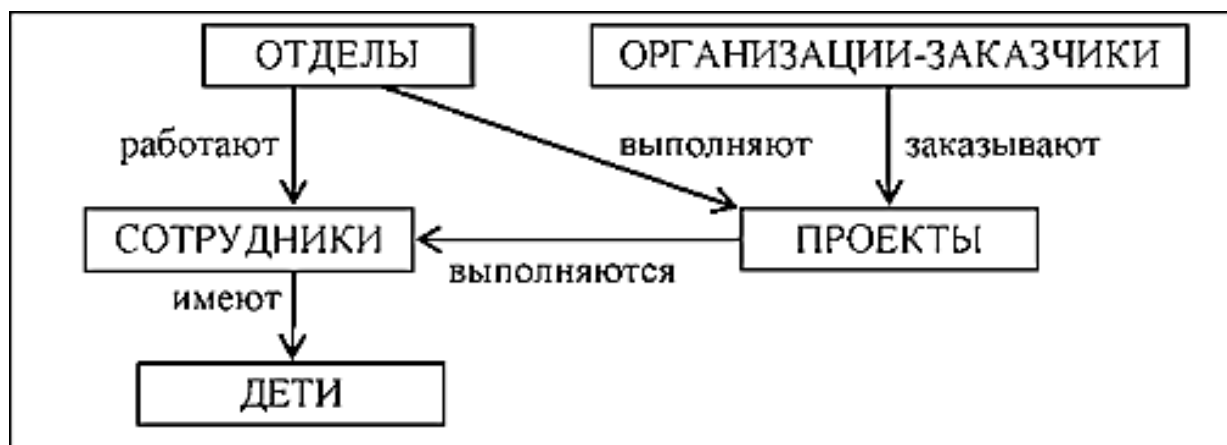 ОТДЕЛЫ
ОРГАНИЗАЦИИ-ЗАКАЗЧИКИ
работают
выполняют
заказывают
СОТРУДНИКИ
ПРОЕКТЫ
выполняются
имеют
ДЕТИ